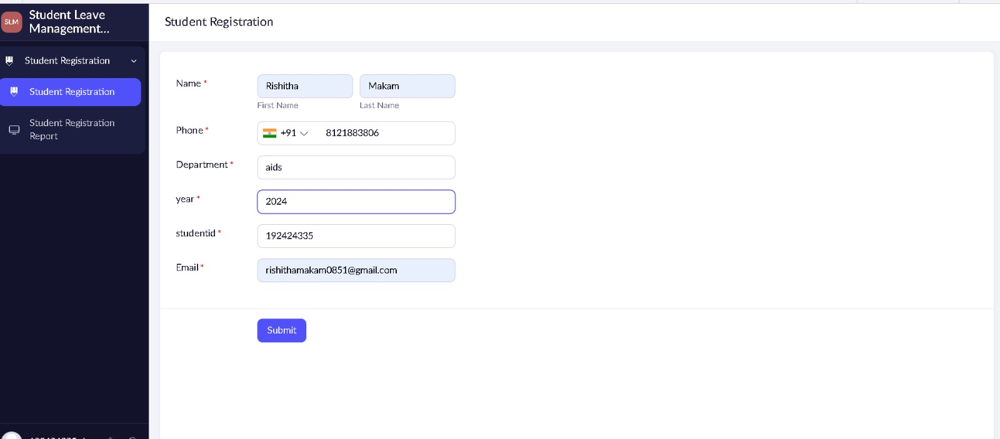 SLM
Student Leave
Management...
Student Registration
Student Registration
Student Registration
Report
Student Registration
Name *
Rishitha
Makam
First Name
Last Name
Phone *
+91
8121883806
Department *
aids
year *
2024
studentid *
192424335
Email *
rishithamakam0851@gmail.com
Submit